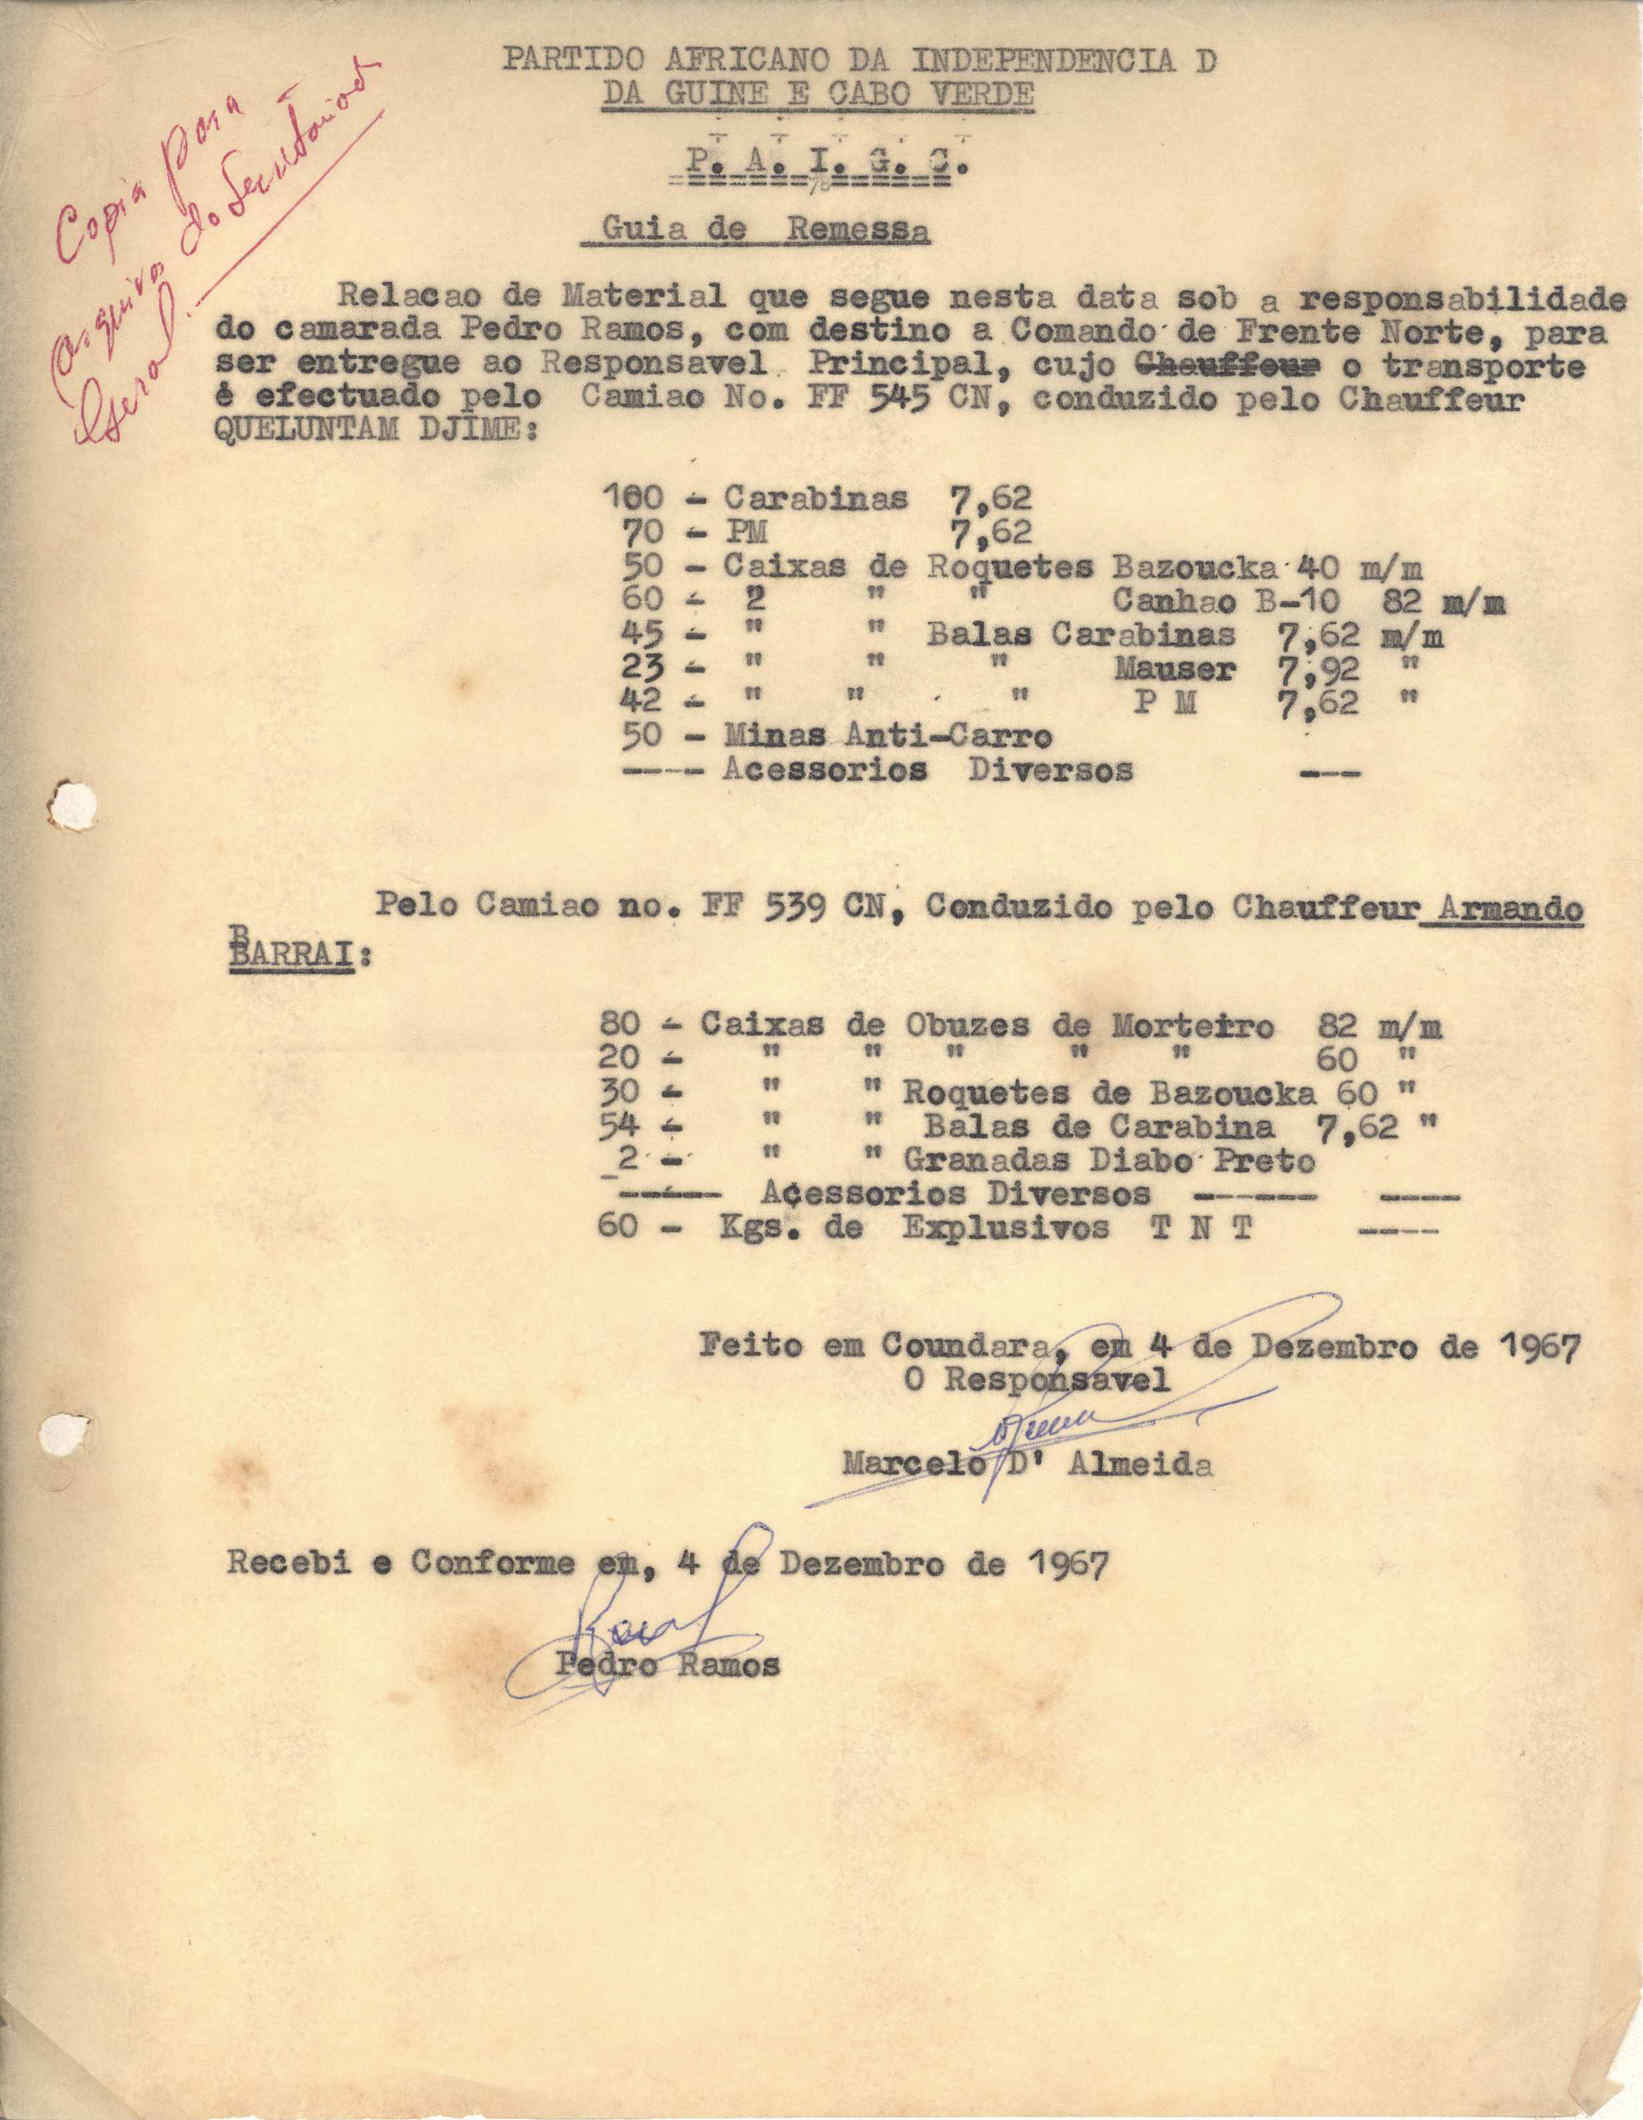 Copia para
arquivo do Secretariado
Geral.
PARTIDO AFRICANO DA INDEPENDENCIA D
DA GUINE E CABO VERDE
P. A. I. G. C.
Guia de Remessa
Relacao de Material que segue nesta data sob a responsabilidade
do camarada Pedro Ramos, com destino a Comando de Frente Norte, para
ser entregue ao Responsavel Principal, cujo Chauffeur o transporte
é efectuado pelo Camiao No. FF 545 CN, conduzido pelo Chauffeur
QUELUNTAM DJIME:
100 - Carabinas 7,62
70 - PM 7,62
50 - Caixas de Roquetes Bazoucka 40 m/m
60 - " " " Canhao B-10 82 m/m
45 - " " Balas Carabinas 7,62 m/m
23 - " " " Mauser 7,92 "
42 - " " " P M 7,62 "
50 - Minas Anti-Carro
---- Acessorios Diversos ---
Pelo Camiao no. FF 539 CN, Conduzido pelo Chauffeur Armando
BARRAI:
80 - Caixas de Obuzes de Morteiro 82 m/m
20 - " " " " " 60 "
30 - " " Roquetes de Bazoucka 60 "
54 - " " Balas de Carabina 7,62 "
2 - " " Granadas Diabo Preto
----- Acessorios Diversos ------ ----
60 - Kgs. de Explusivos T N T ----
Feito em Coundara, em 4 de Dezembro de 1967
O Responsavel
Marcelo D' Almeida
Recebi e Conforme em, 4 de Dezembro de 1967
Pedro Ramos